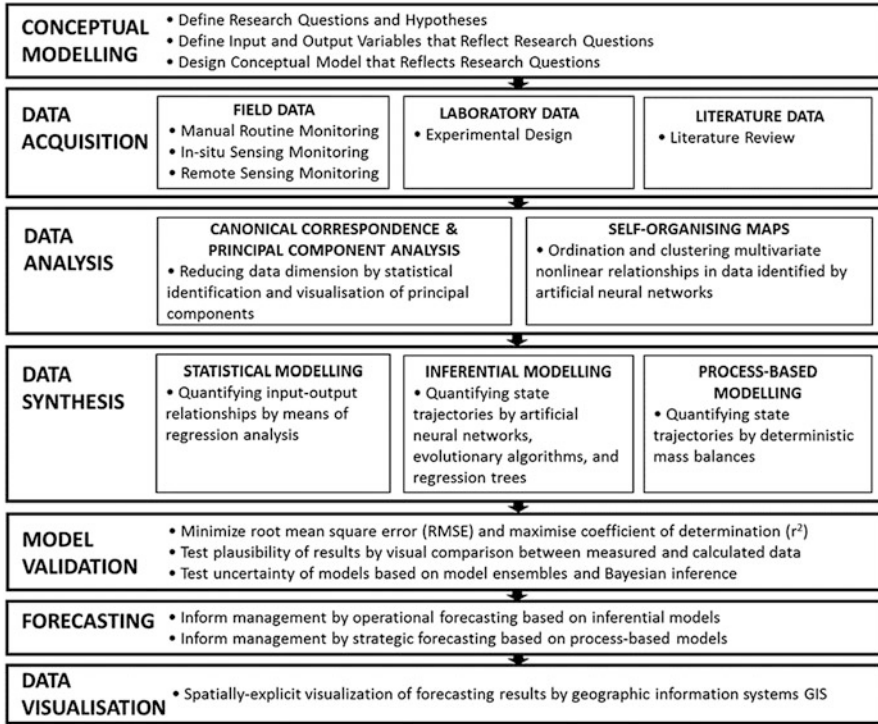 CONCEPTUAL
MODELLING
• Define Research Questions and Hypotheses
• Define Input and Output Variables that Reflect Research Questions
• Design Conceptual Model that Reflects Research Questions
DATA
ACQUISITION
FIELD DATA
• Manual Routine Monitoring
• In-situ Sensing Monitoring
• Remote Sensing Monitoring
LABORATORY DATA
• Experimental Design
LITERATURE DATA
• Literature Review
DATA
ANALYSIS
CANONICAL CORRESPONDENCE &
PRINCIPAL COMPONENT ANALYSIS
• Reducing data dimension by statistical
identification and visualisation of principal
components
SELF-ORGANISING MAPS
• Ordination and clustering multivariate
nonlinear relationships in data identified by
artificial neural networks
DATA
SYNTHESIS
STATISTICAL MODELLING
• Quantifying input-output
relationships by means of
regression analysis
INFERENTIAL MODELLING
• Quantifying state
trajectories by artificial
neural networks,
evolutionary algorithms, and
regression trees
PROCESS-BASED
MODELLING
• Quantifying state
trajectories by deterministic
mass balances
MODEL
VALIDATION
• Minimize root mean square error (RMSE) and maximise coefficient of determination (r²)
• Test plausibility of results by visual comparison between measured and calculated data
• Test uncertainty of models based on model ensembles and Bayesian inference
FORECASTING
• Inform management by operational forecasting based on inferential models
• Inform management by strategic forecasting based on process-based models
DATA
VISUALISATION
• Spatially-explicit visualization of forecasting results by geographic information systems GIS